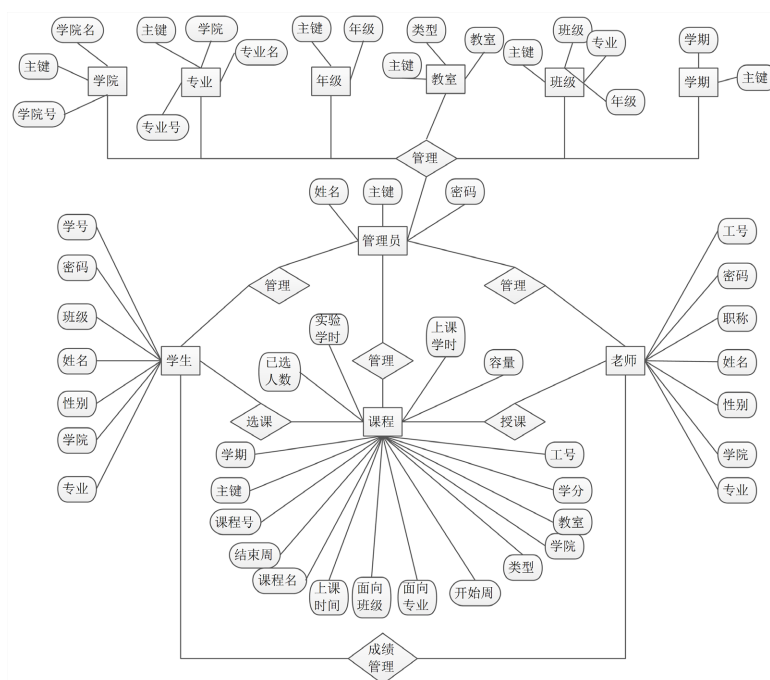 学院名
主键
学院
年级
类型
教室
班级
学期
专业名
专业
主键
学院
专业
年级
主键
教室
主键
班级
学期
主键
学院号
专业号
年级
管理
姓名
主键
密码
学号
工号
管理员
密码
密码
管理
管理
班级
实验
学时
上课
学时
职称
学生
已选
人数
管理
容量
老师
姓名
姓名
性别
选课
课程
授课
性别
学院
学期
工号
学院
专业
主键
学分
专业
课程号
教室
结束周
学院
课程名
上课
时间
面向
班级
面向
专业
开始周
类型
成绩
管理